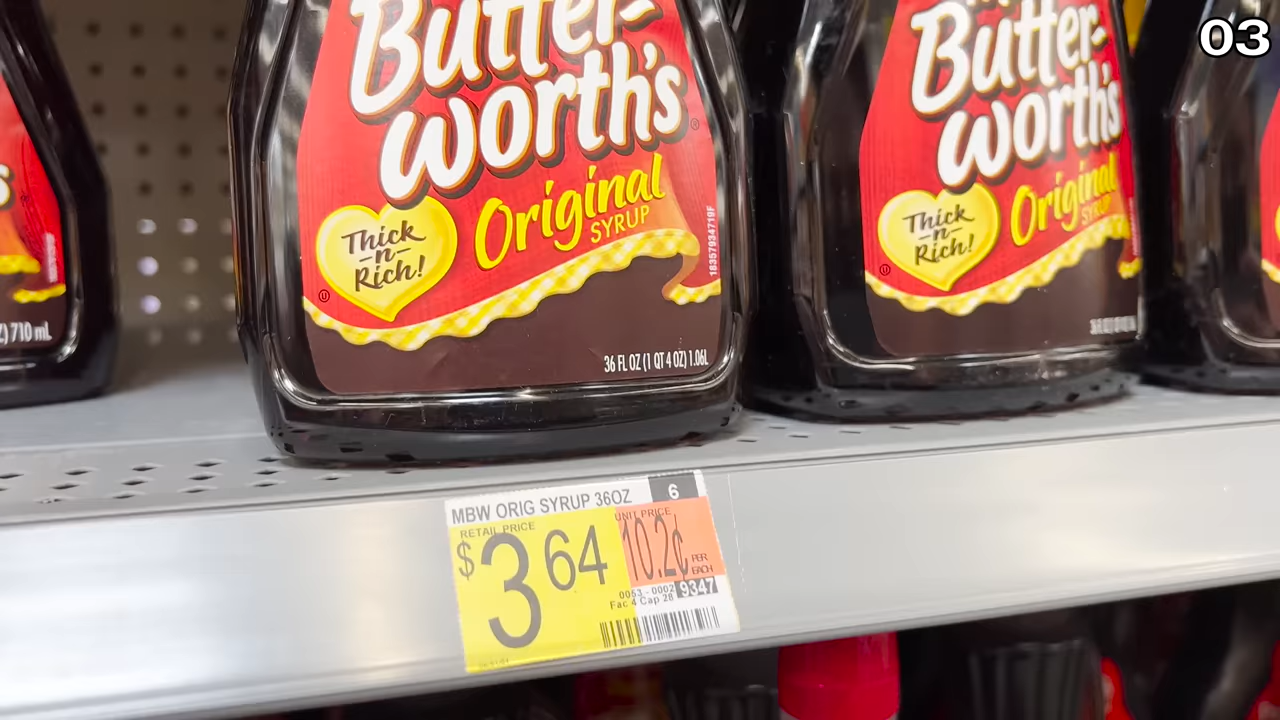 03
Butter-
worth's
®
Original
SYRUP
Thick
-n-
Rich!
18357934719F
36 FL OZ (1 QT 4 OZ) 1.06L
Butter-
worth's
Original
SYRUP
Thick
-n-
Rich!
s
Z) 710 mL
MBW ORIG SYRUP 36OZ
6
RETAIL PRICE
$3 64
UNIT PRICE
10.2¢
PER
EACH
0053-0002 9347
Fac 4 Cap 28